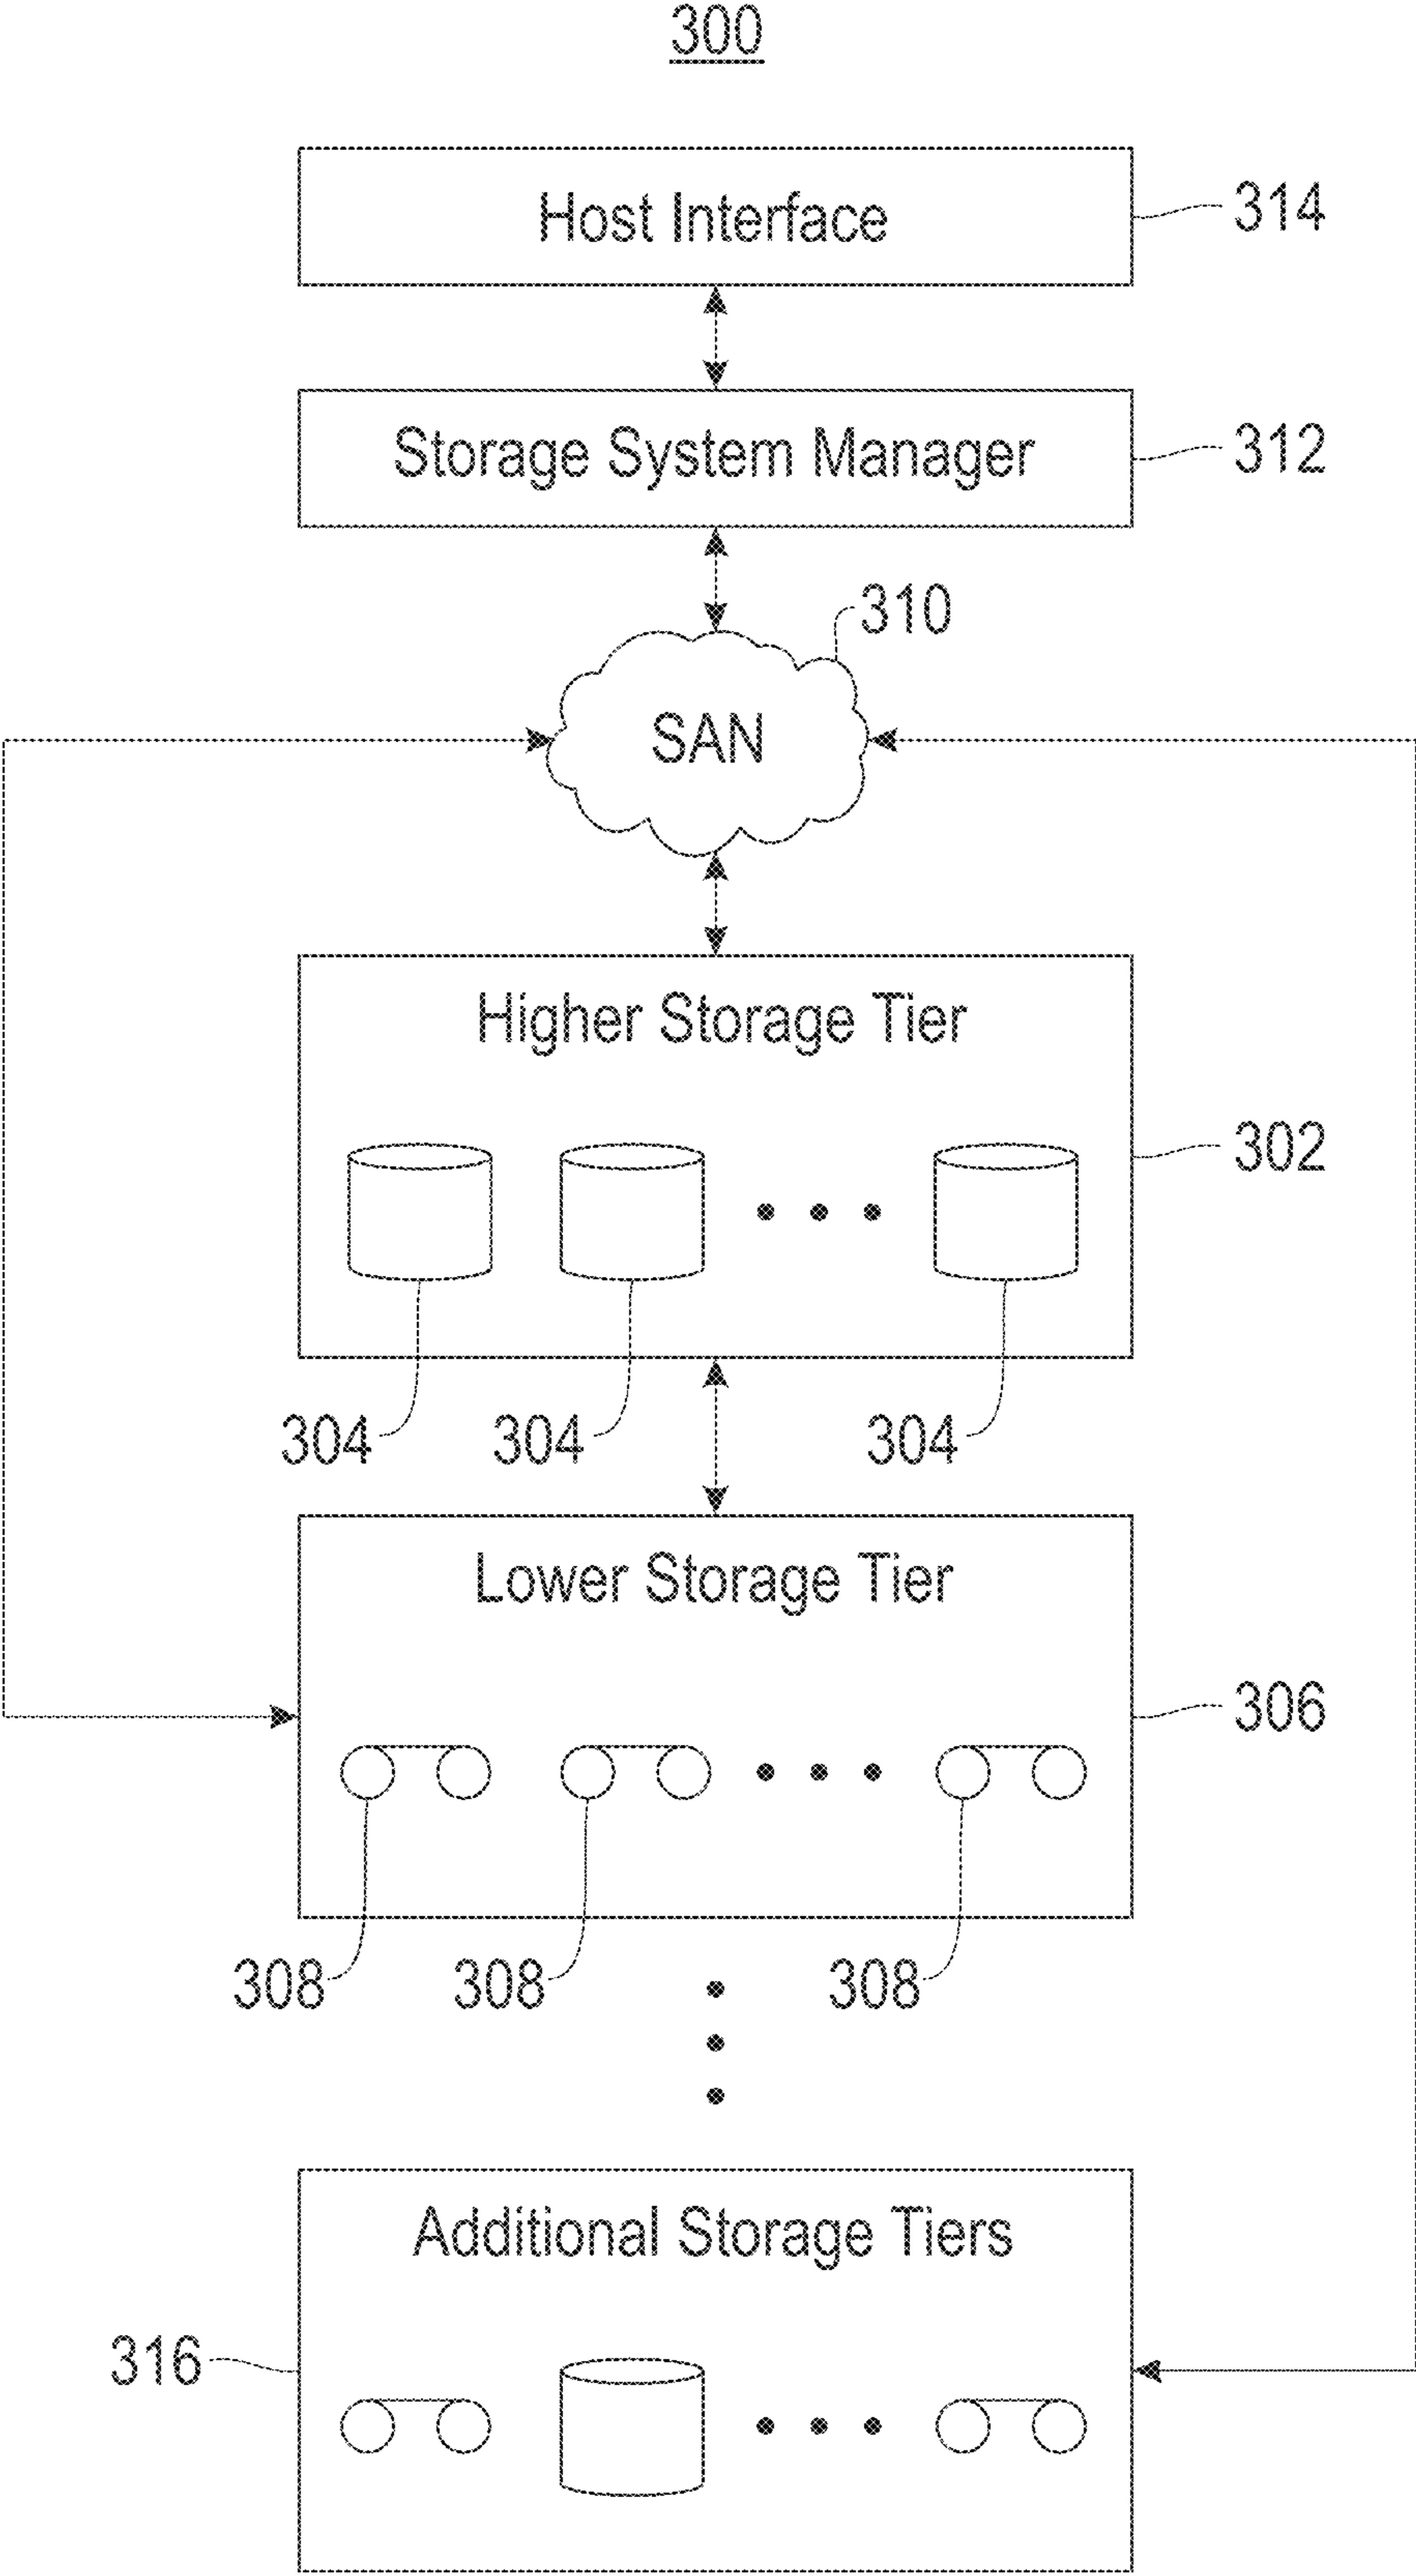 300
Host Interface
314
Storage System Manager
312
310
SAN
Higher Storage Tier
302
304 304 304
Lower Storage Tier
306
308 308 308
Additional Storage Tiers
316